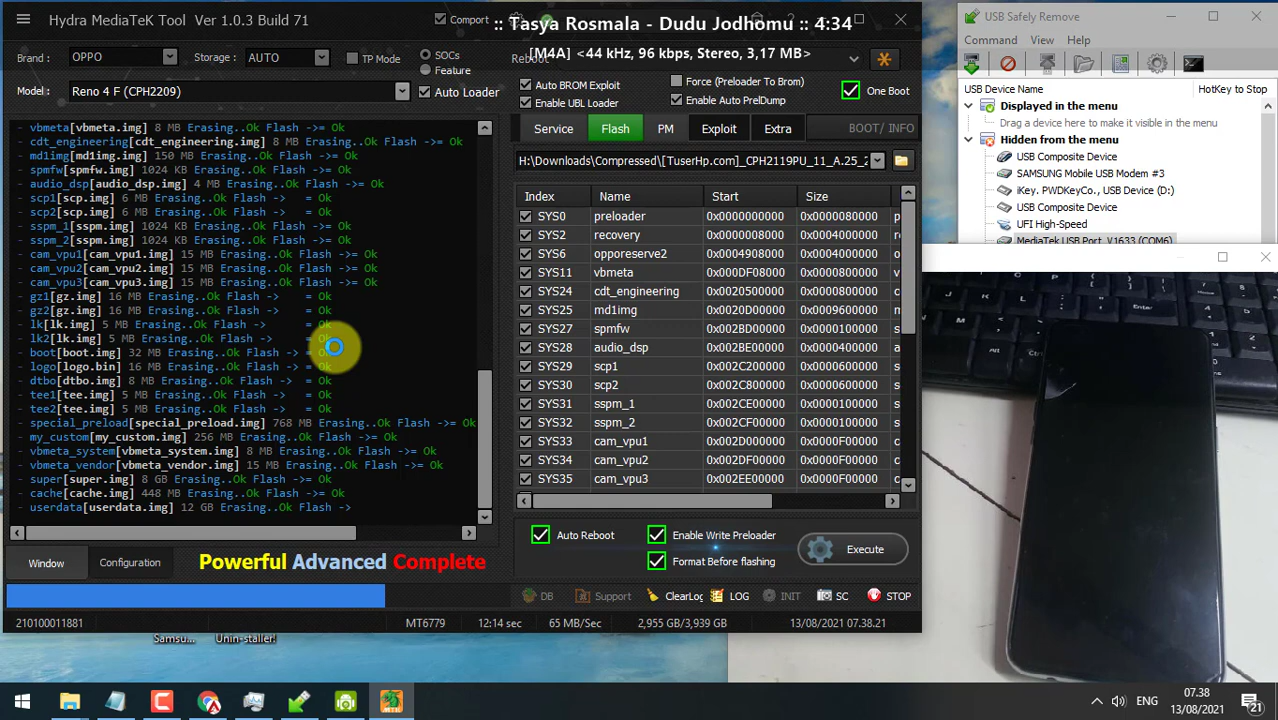 Hydra MediaTeK Tool Ver 1.0.3 Build 71
Comport
:: Tasya Rosmala - Dudu Jodhomu :: 4:34
[M4A] <44 kHz, 96 kbps, Stereo, 3,17 MB>
Brand :
OPPO
Storage :
AUTO
TP Mode
SOCs
Feature
Reboot
Model :
Reno 4 F (CPH2209)
Auto Loader
Auto BROM Exploit
Enable UBL Loader
Force (Preloader To Brom)
Enable Auto PrelDump
One Boot
Service
Flash
PM
Exploit
Extra
BOOT/ INFO
H:\Downloads\Compressed\[TuserHp.com]_CPH2119PU_11_A.25_2
- vbmeta[vbmeta.img] 8 MB Erasing..Ok Flash ->= Ok
- cdt_engineering[cdt_engineering.img] 8 MB Erasing..Ok Flash ->= Ok
- md1img[md1img.img] 150 MB Erasing..Ok Flash ->= Ok
- spmfw[spmfw.img] 1024 KB Erasing..Ok Flash ->= Ok
- audio_dsp[audio_dsp.img] 4 MB Erasing..Ok Flash ->= Ok
- scp1[scp.img] 6 MB Erasing..Ok Flash -> = Ok
- scp2[scp.img] 6 MB Erasing..Ok Flash -> = Ok
- sspm_1[sspm.img] 1024 KB Erasing..Ok Flash ->= Ok
- sspm_2[sspm.img] 1024 KB Erasing..Ok Flash ->= Ok
- cam_vpu1[cam_vpu1.img] 15 MB Erasing..Ok Flash ->= Ok
- cam_vpu2[cam_vpu2.img] 15 MB Erasing..Ok Flash ->= Ok
- cam_vpu3[cam_vpu3.img] 15 MB Erasing..Ok Flash ->= Ok
- gz1[gz.img] 16 MB Erasing..Ok Flash -> = Ok
- gz2[gz.img] 16 MB Erasing..Ok Flash -> = Ok
- lk[lk.img] 5 MB Erasing..Ok Flash -> = Ok
- lk2[lk.img] 5 MB Erasing..Ok Flash -> = Ok
- boot[boot.img] 32 MB Erasing..Ok Flash -> = Ok
- logo[logo.bin] 16 MB Erasing..Ok Flash -> = Ok
- dtbo[dtbo.img] 8 MB Erasing..Ok Flash -> = Ok
- tee1[tee.img] 5 MB Erasing..Ok Flash -> = Ok
- tee2[tee.img] 5 MB Erasing..Ok Flash -> = Ok
- special_preload[special_preload.img] 768 MB Erasing..Ok Flash ->= Ok
- my_custom[my_custom.img] 256 MB Erasing..Ok Flash ->= Ok
- vbmeta_system[vbmeta_system.img] 8 MB Erasing..Ok Flash ->= Ok
- vbmeta_vendor[vbmeta_vendor.img] 15 MB Erasing..Ok Flash ->= Ok
- super[super.img] 8 GB Erasing..Ok Flash ->= Ok
- cache[cache.img] 448 MB Erasing..Ok Flash ->= Ok
- userdata[userdata.img] 12 GB Erasing..Ok Flash ->
Index Name Start Size
SYS0 preloader 0x0000000000 0x0000080000 p
SYS2 recovery 0x0000008000 0x0004000000 re
SYS6 opporeserve2 0x0004908000 0x0004000000 o
SYS11 vbmeta 0x000DF08000 0x0000800000 v
SYS24 cdt_engineering 0x0020500000 0x0000800000 c
SYS25 md1img 0x0020D00000 0x0009600000 m
SYS27 spmfw 0x002BD00000 0x0000100000 s
SYS28 audio_dsp 0x002BE00000 0x0000400000 a
SYS29 scp1 0x002C200000 0x0000600000 s
SYS30 scp2 0x002C800000 0x0000600000 s
SYS31 sspm_1 0x002CE00000 0x0000100000 s
SYS32 sspm_2 0x002CF00000 0x0000100000 s
SYS33 cam_vpu1 0x002D000000 0x0000F00000 c
SYS34 cam_vpu2 0x002DF00000 0x0000F00000 c
SYS35 cam_vpu3 0x002EE00000 0x0000F00000 c
Auto Reboot
Enable Write Preloader
Format Before flashing
Execute
Window
Configuration
Powerful Advanced Complete
DB
Support
ClearLog
LOG
INIT
SC
STOP
210100011881
MT6779
12:14 sec
65 MB/Sec
2,955 GB/3,939 GB
13/08/2021 07.38.21
USB Safely Remove
Command View Help
USB Device Name
HotKey to Stop
Displayed in the menu
Drag a device here to make it visible in the menu
Hidden from the menu
USB Composite Device
SAMSUNG Mobile USB Modem #3
iKey. PWDKeyCo., USB Device (D:)
USB Composite Device
UFI High-Speed
MediaTek USB Port_V1633 (COM6)
Enter
Shift
Ctrl
Alt
Samsu...
Unin-staller!
ENG
07.38
13/08/2021
21